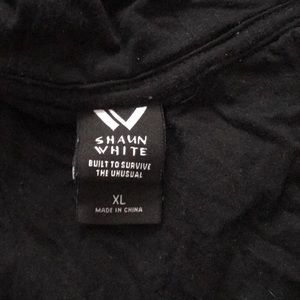 SHAUN
WHITE
BUILT TO SURVIVE
THE UNUSUAL
XL
MADE IN CHINA